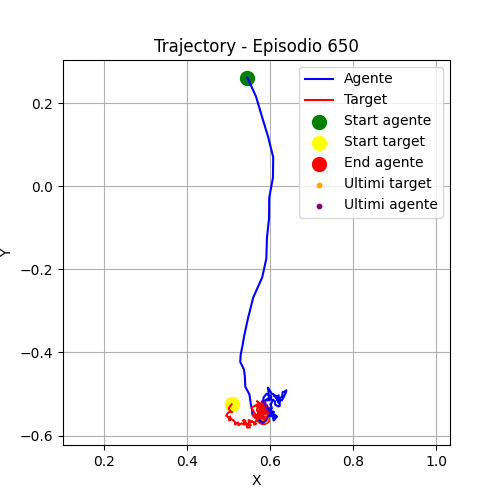 Trajectory - Episodio 650
Agente
Target
Start agente
Start target
End agente
Ultimi target
Ultimi agente
0.2
0.0
−0.2
−0.4
−0.6
Y
0.2
0.4
0.6
0.8
1.0
X